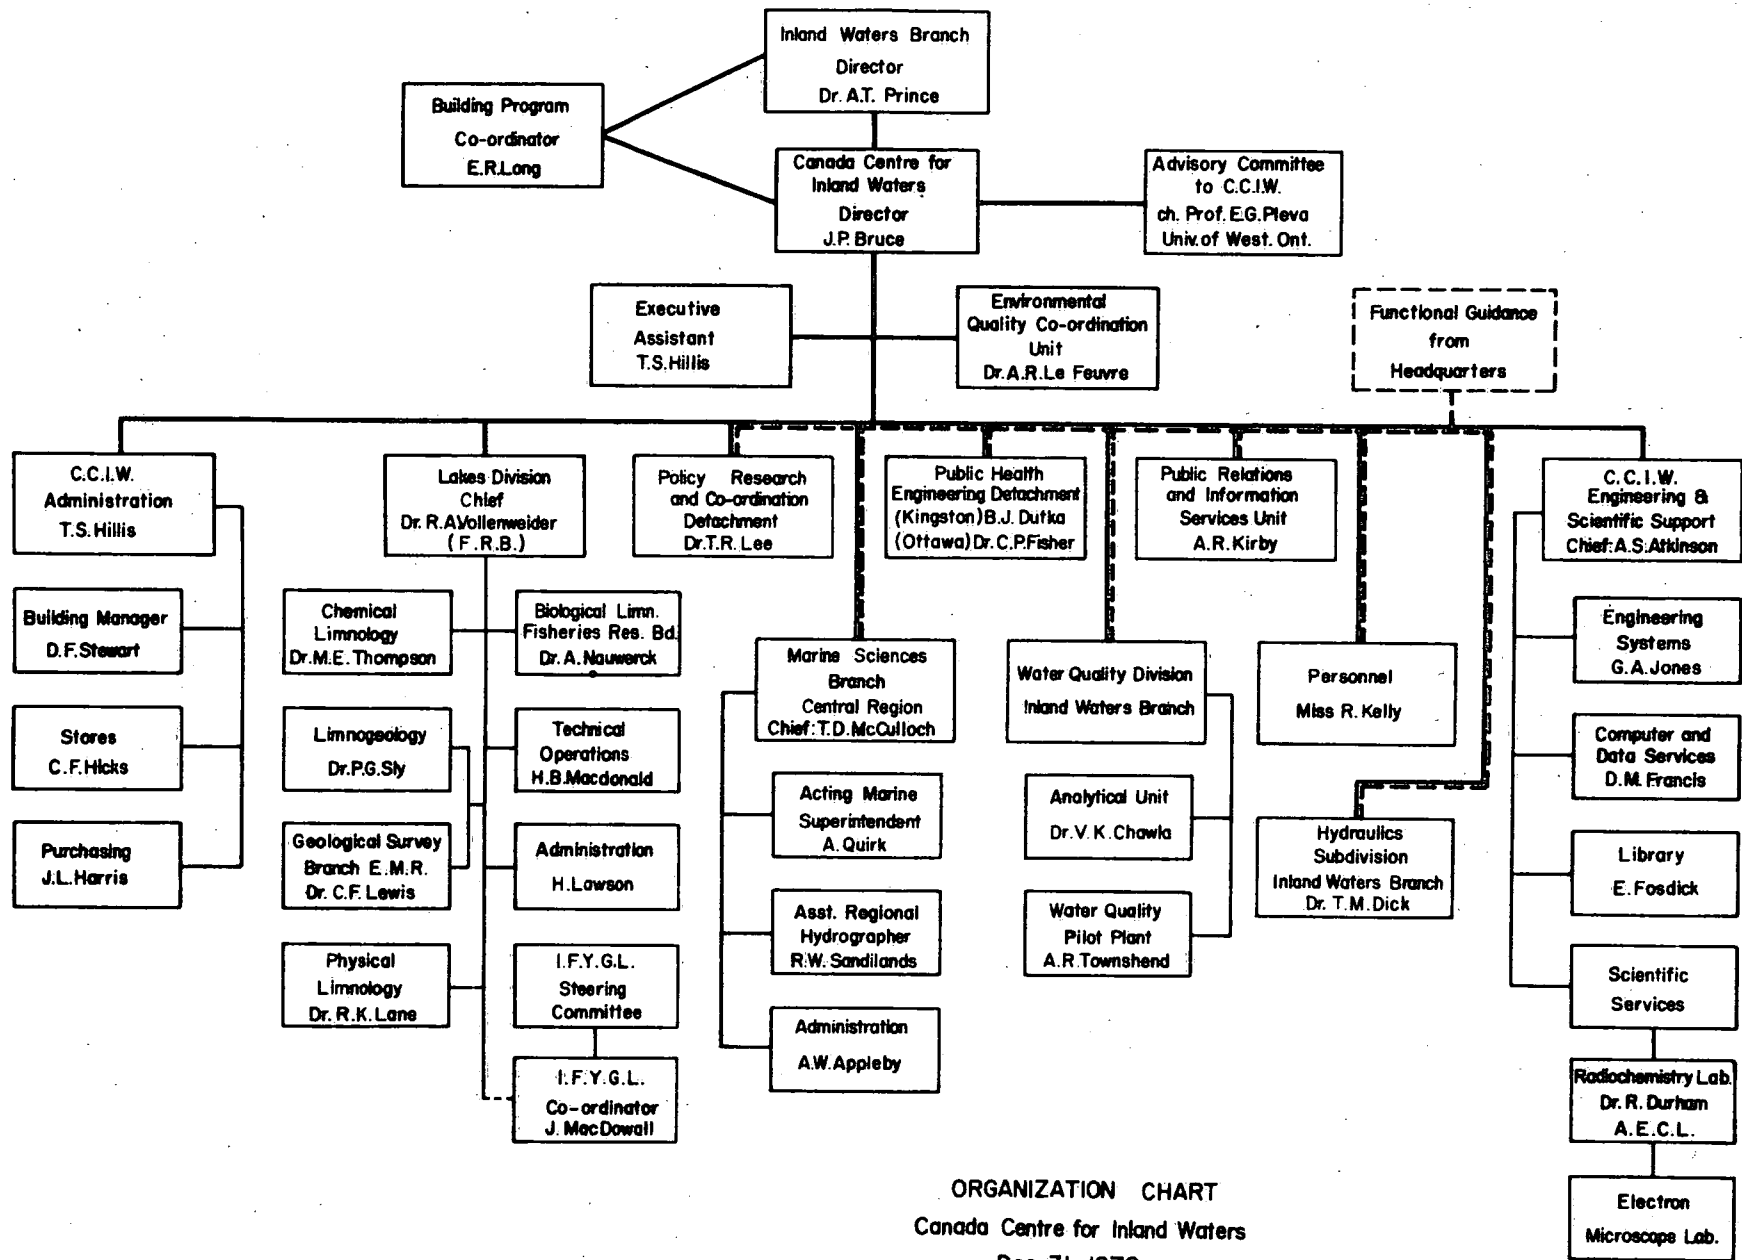 Inland Waters Branch
Director
Dr. A.T. Prince
Building Program
Co-ordinator
E.R.Long
Canada Centre for
Inland Waters
Director
J.P. Bruce
Advisory Committee
to C.C.I.W.
ch. Prof. E.G. Pleva
Univ. of West. Ont.
Executive
Assistant
T.S.Hillis
Environmental
Quality Co-ordination
Unit
Dr. A.R. Le Feuvre
Functional Guidance
from
Headquarters
C.C.I.W.
Administration
T.S. Hillis
Lakes Division
Chief
Dr. R.A.Vollenweider
(F.R.B.)
Policy Research
and Co-ordination
Detachment
Dr.T.R. Lee
Public Health
Engineering Detachment
(Kingston) B.J. Dutka
(Ottawa) Dr. C.P.Fisher
Public Relations
and Information
Services Unit
A.R. Kirby
C.C.I.W.
Engineering &
Scientific Support
Chief: A.S. Atkinson
Building Manager
D.F. Stewart
Stores
C.F. Hicks
Purchasing
J.L. Harris
Chemical
Limnology
Dr. M.E. Thompson
Biological Limn.
Fisheries Res. Bd.
Dr. A. Nauwerck
Limnogeology
Dr. P.G. Sly
Technical
Operations
H.B. Macdonald
Geological Survey
Branch E.M.R.
Dr. C.F. Lewis
Administration
H. Lawson
Physical
Limnology
Dr. R.K. Lane
I.F.Y.G.L.
Steering
Committee
I.F.Y.G.L.
Co-ordinator
J. MacDowall
Marine Sciences
Branch
Central Region
Chief: T.D. McCulloch
Acting Marine
Superintendent
A. Quirk
Asst. Regional
Hydrographer
R.W. Sandilands
Administration
A.W. Appleby
Water Quality Division
Inland Waters Branch
Analytical Unit
Dr. V.K. Chawla
Water Quality
Pilot Plant
A.R. Townshend
Personnel
Miss R. Kelly
Hydraulics
Subdivision
Inland Waters Branch
Dr. T.M. Dick
Engineering
Systems
G.A. Jones
Computer and
Data Services
D.M. Francis
Library
E. Fosdick
Scientific
Services
Radiochemistry Lab.
Dr. R. Durham
A.E.C.L.
Electron
Microscope Lab.
ORGANIZATION CHART
Canada Centre for Inland Waters